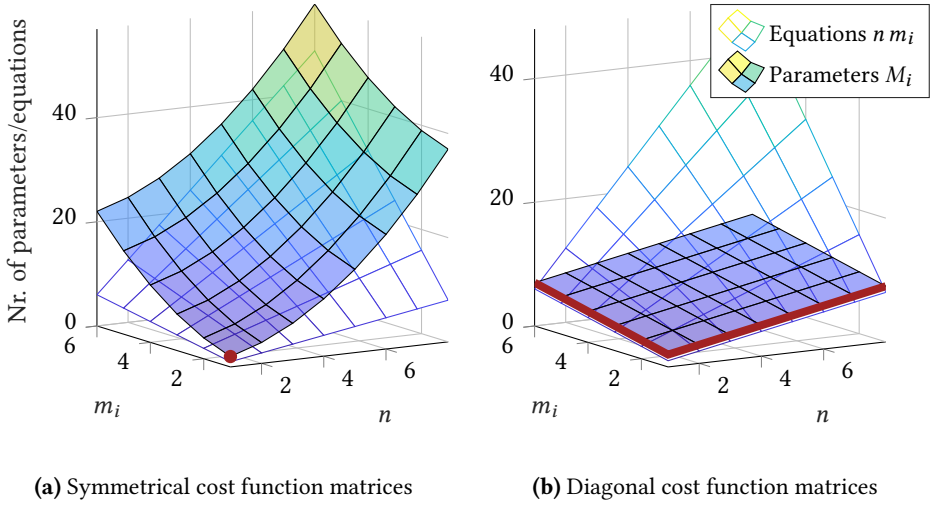 Nr. of parameters/equations
40
20
0
6
4
2
2
4
6
m_i
n
40
20
0
6
4
2
2
4
6
m_i
n
Equations n m_i
Parameters M_i
(a) Symmetrical cost function matrices
(b) Diagonal cost function matrices